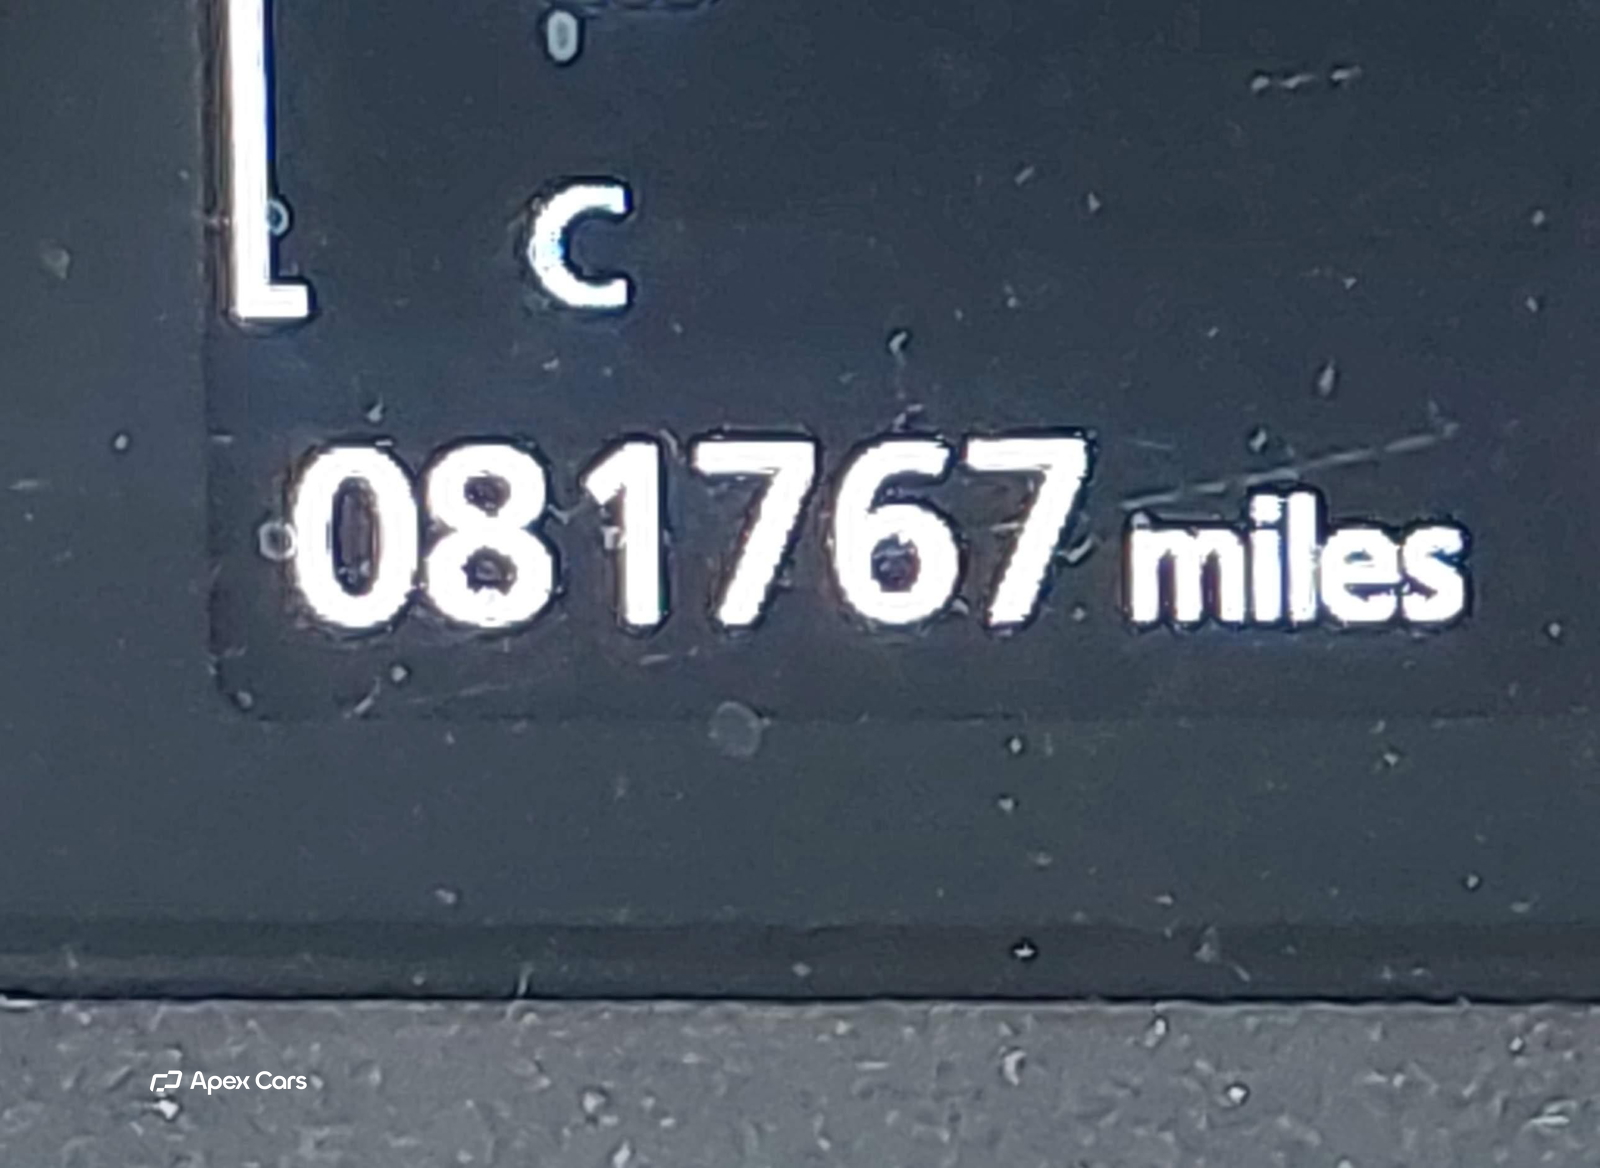 C
081767 miles
Apex Cars